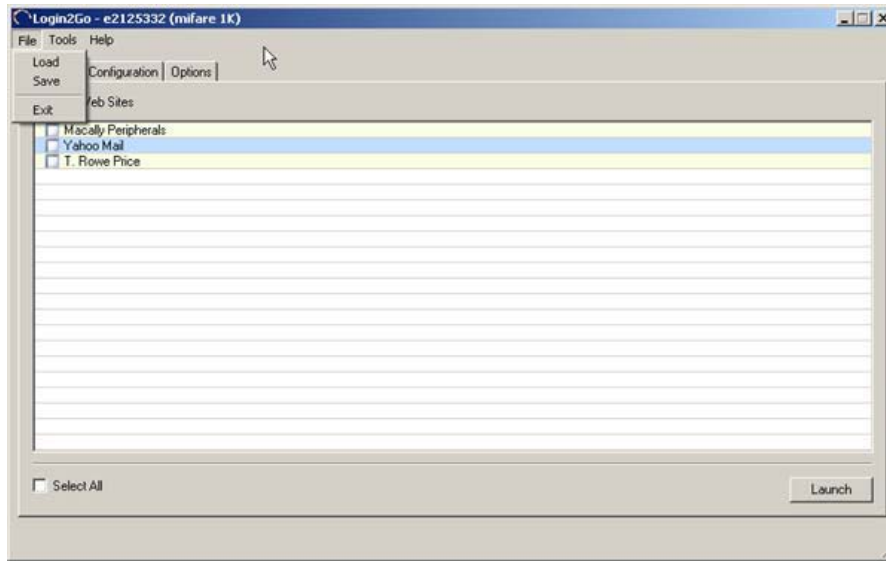 Login2Go - e2125332 (mifare 1K)
File Tools Help
Load
Save
Exit
Configuration Options
Web Sites
Macally Peripherals
Yahoo Mail
T. Rowe Price
Select All
Launch